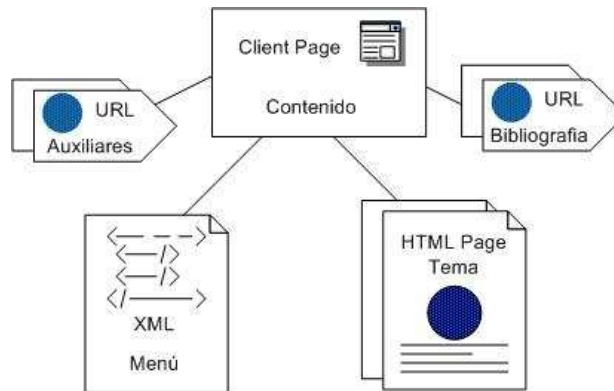 Client Page
Contenido
URL
Auxiliares
URL
Bibliografia
XML
Menú
HTML Page
Tema